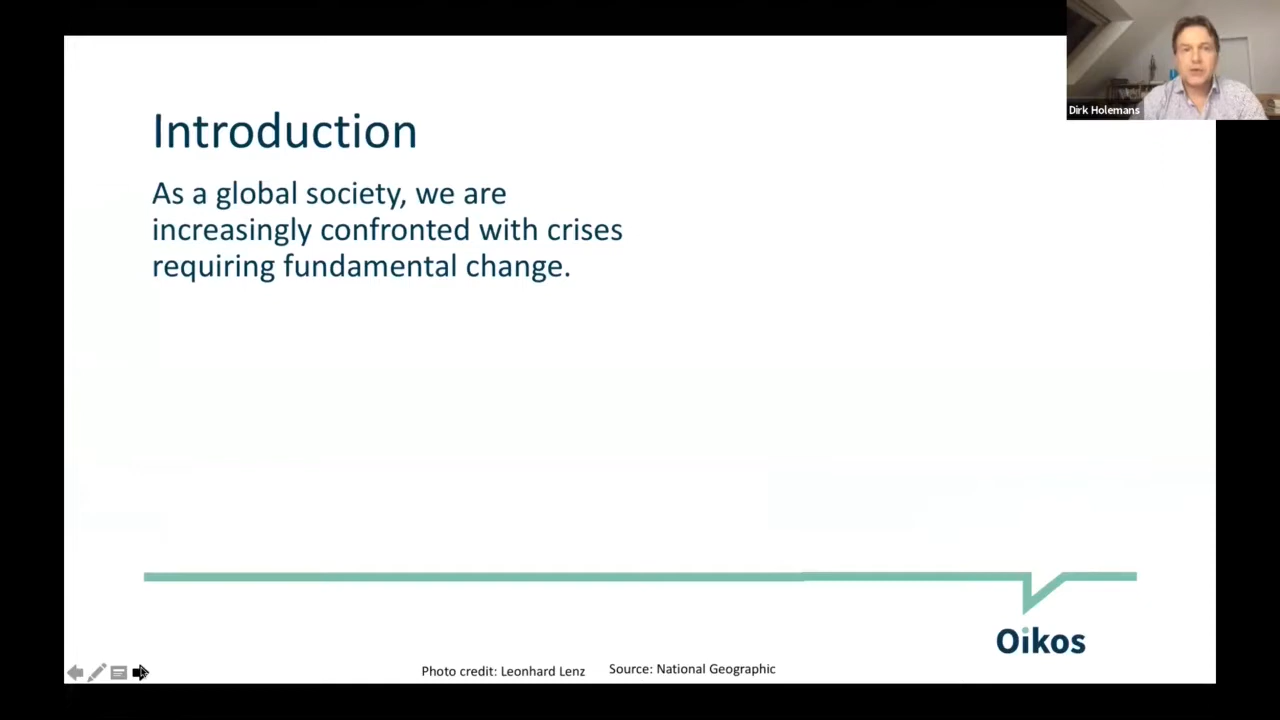 Dirk Holemans
Introduction
As a global society, we are
increasingly confronted with crises
requiring fundamental change.
Oikos
Photo credit: Leonhard Lenz
Source: National Geographic